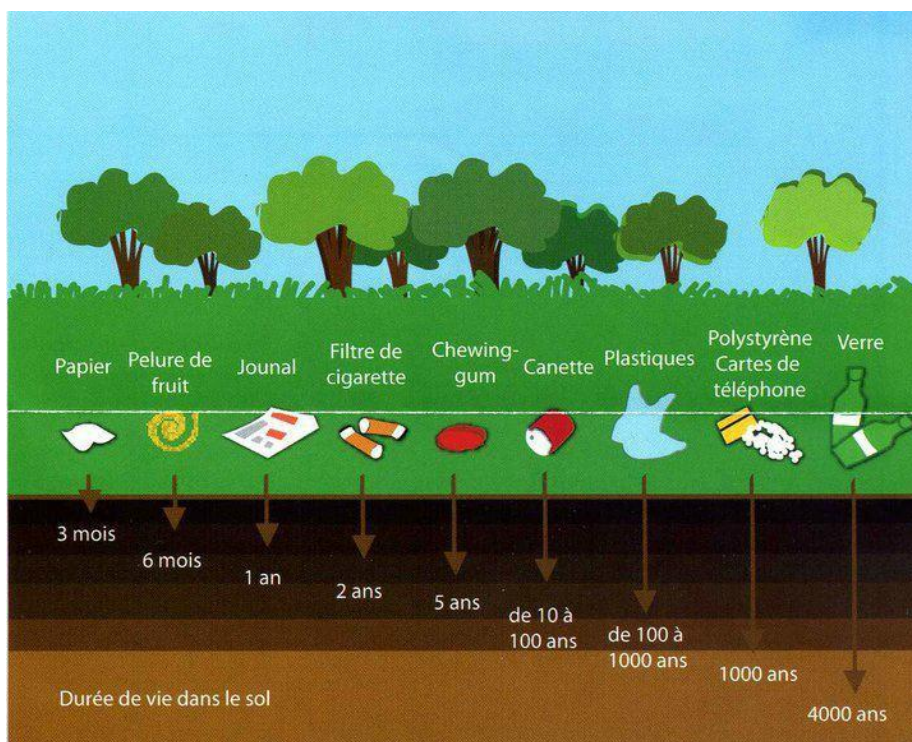 Papier
Pelure de
fruit
Jounal
Filtre de
cigarette
Chewing-
gum
Canette
Plastiques
Polystyrène
Cartes de
téléphone
Verre
3 mois
6 mois
1 an
2 ans
5 ans
de 10 à
100 ans
de 100 à
1000 ans
1000 ans
4000 ans
Durée de vie dans le sol